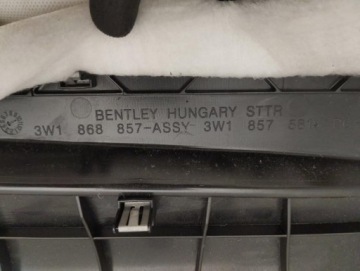 BENTLEY HUNGARY STTR
3W1 868 857-ASSY 3W1 857